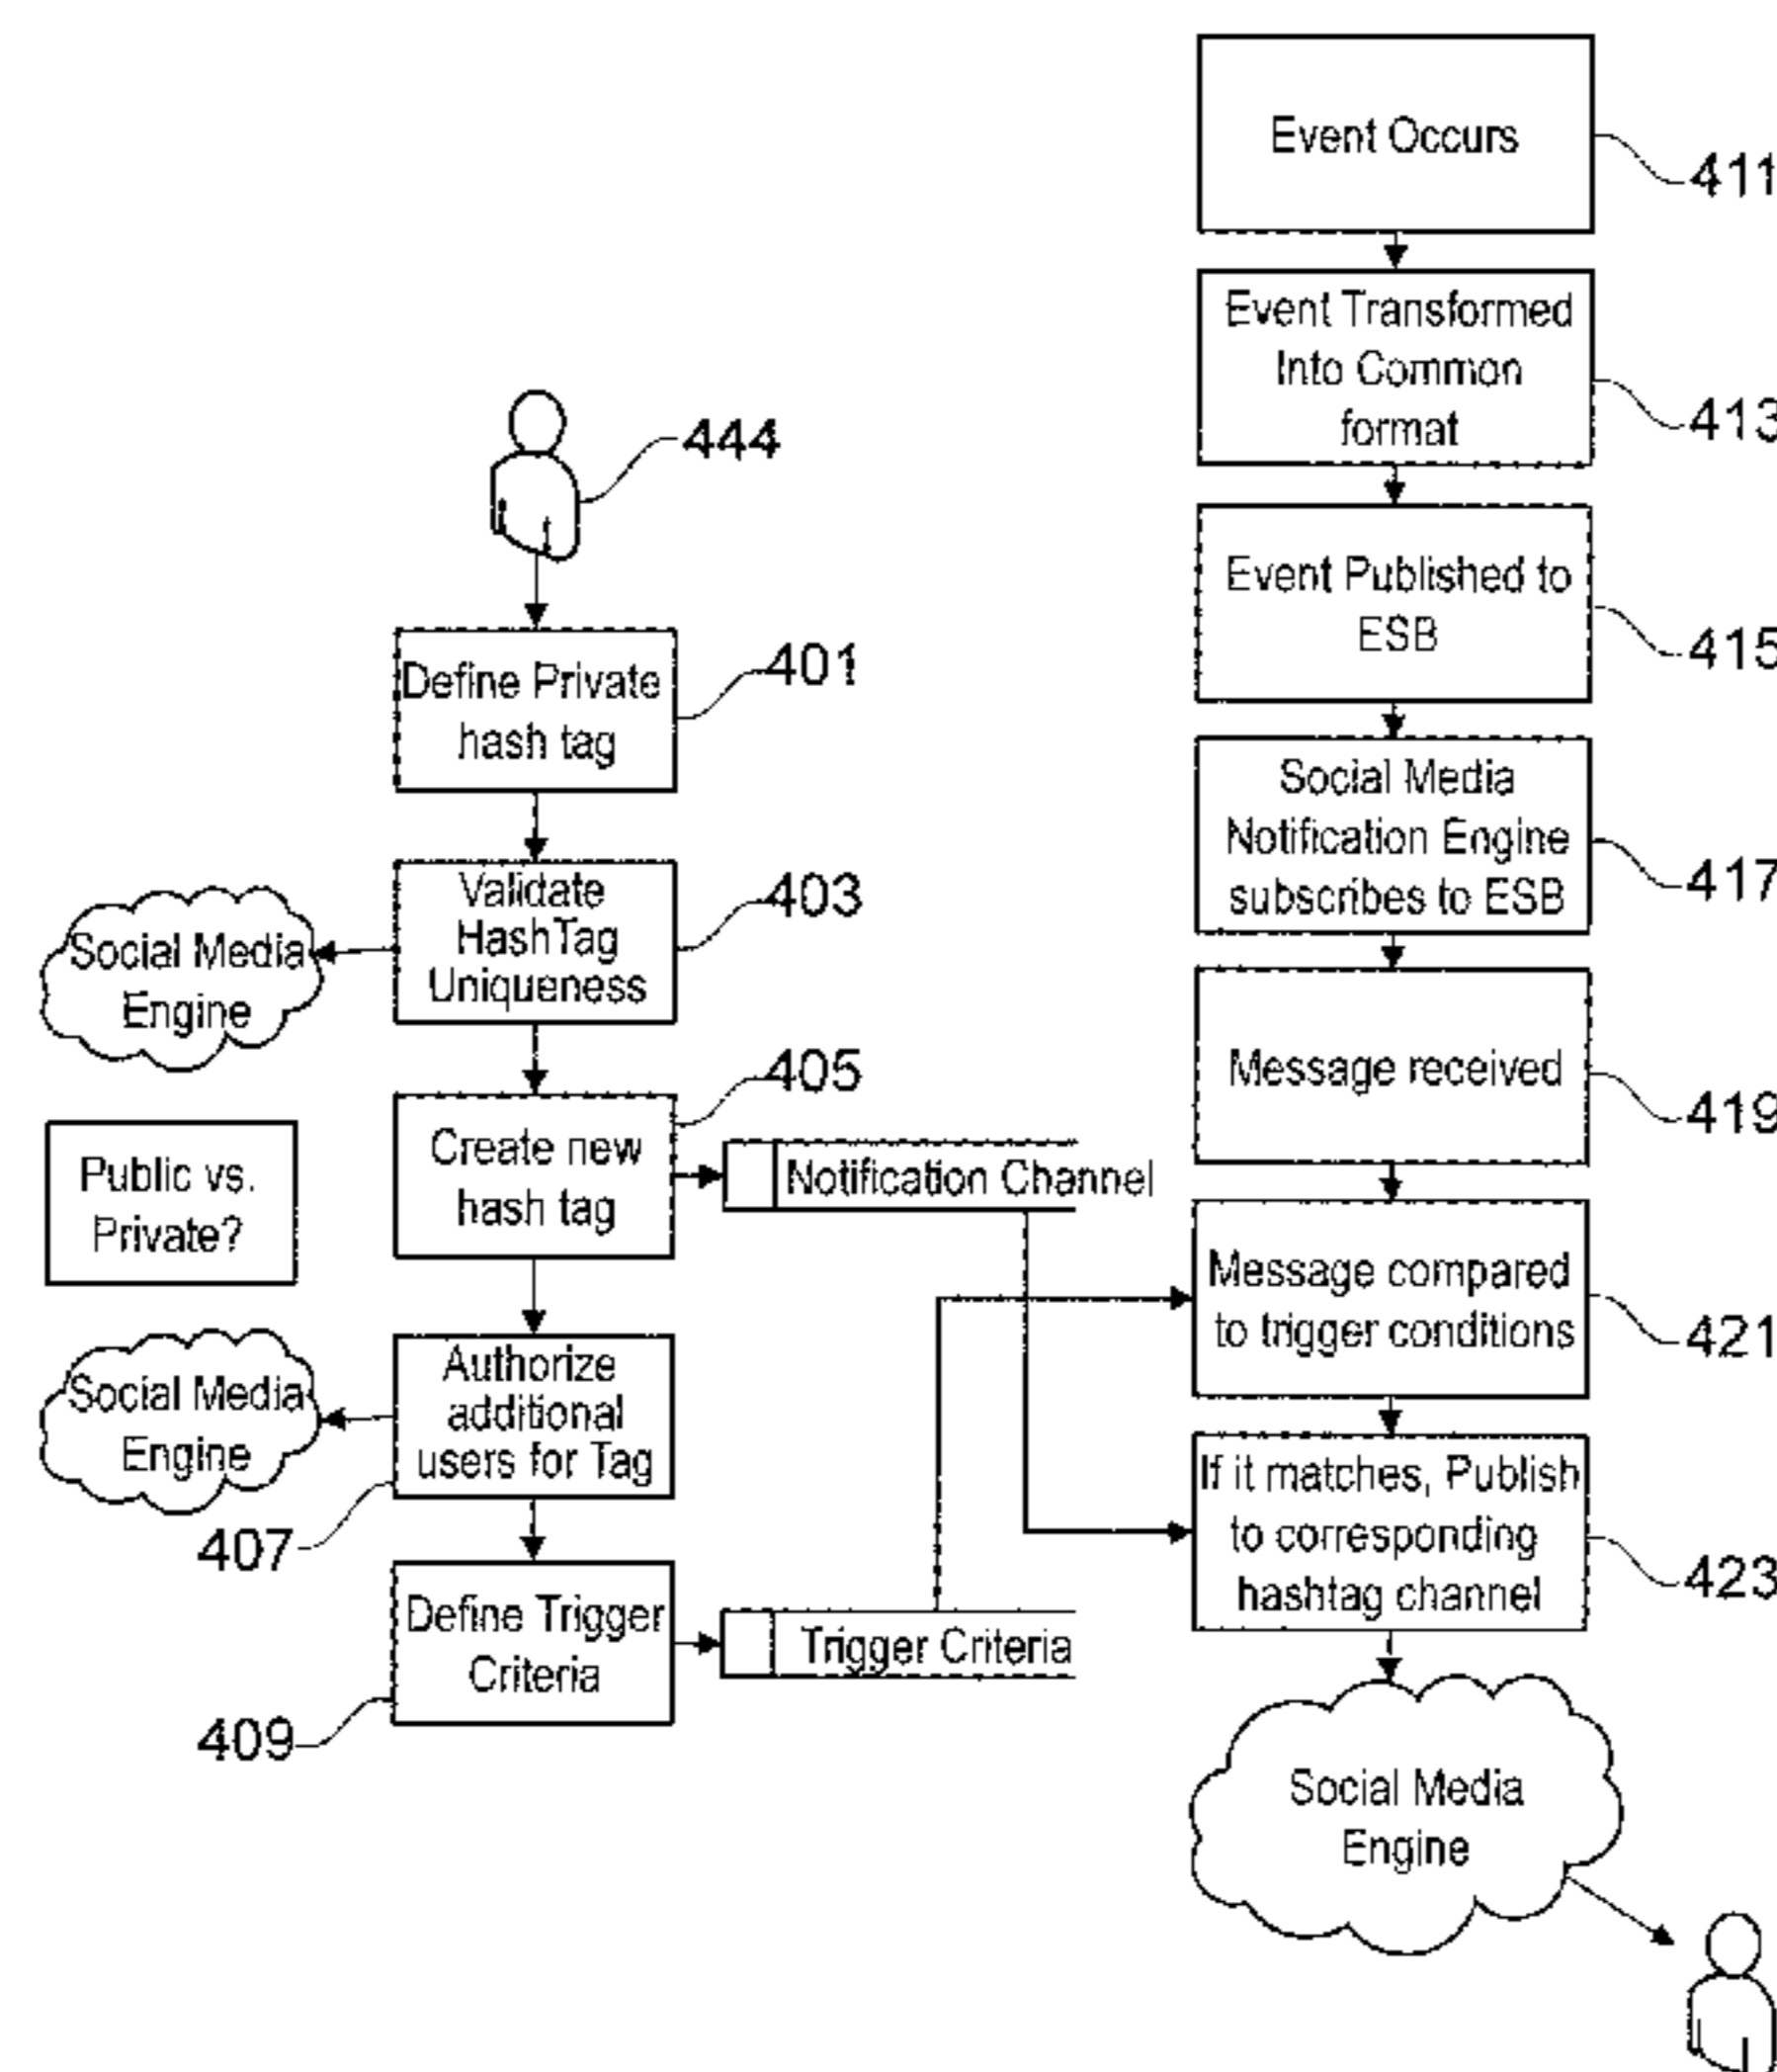 Event Occurs
411
Event Transformed
Into Common
format
413
Event Published to
ESB
415
Social Media
Notification Engine
subscribes to ESB
417
Message received
419
Message compared
to trigger conditions
421
If it matches, Publish
to corresponding
hashtag channel
423
Social Media
Engine
444
Define Private
hash tag
401
Validate
HashTag
Uniqueness
403
Social Media
Engine
Create new
hash tag
405
Notification Channel
Public vs.
Private?
Authorize
additional
users for Tag
407
Social Media
Engine
Define Trigger
Criteria
409
Trigger Criteria